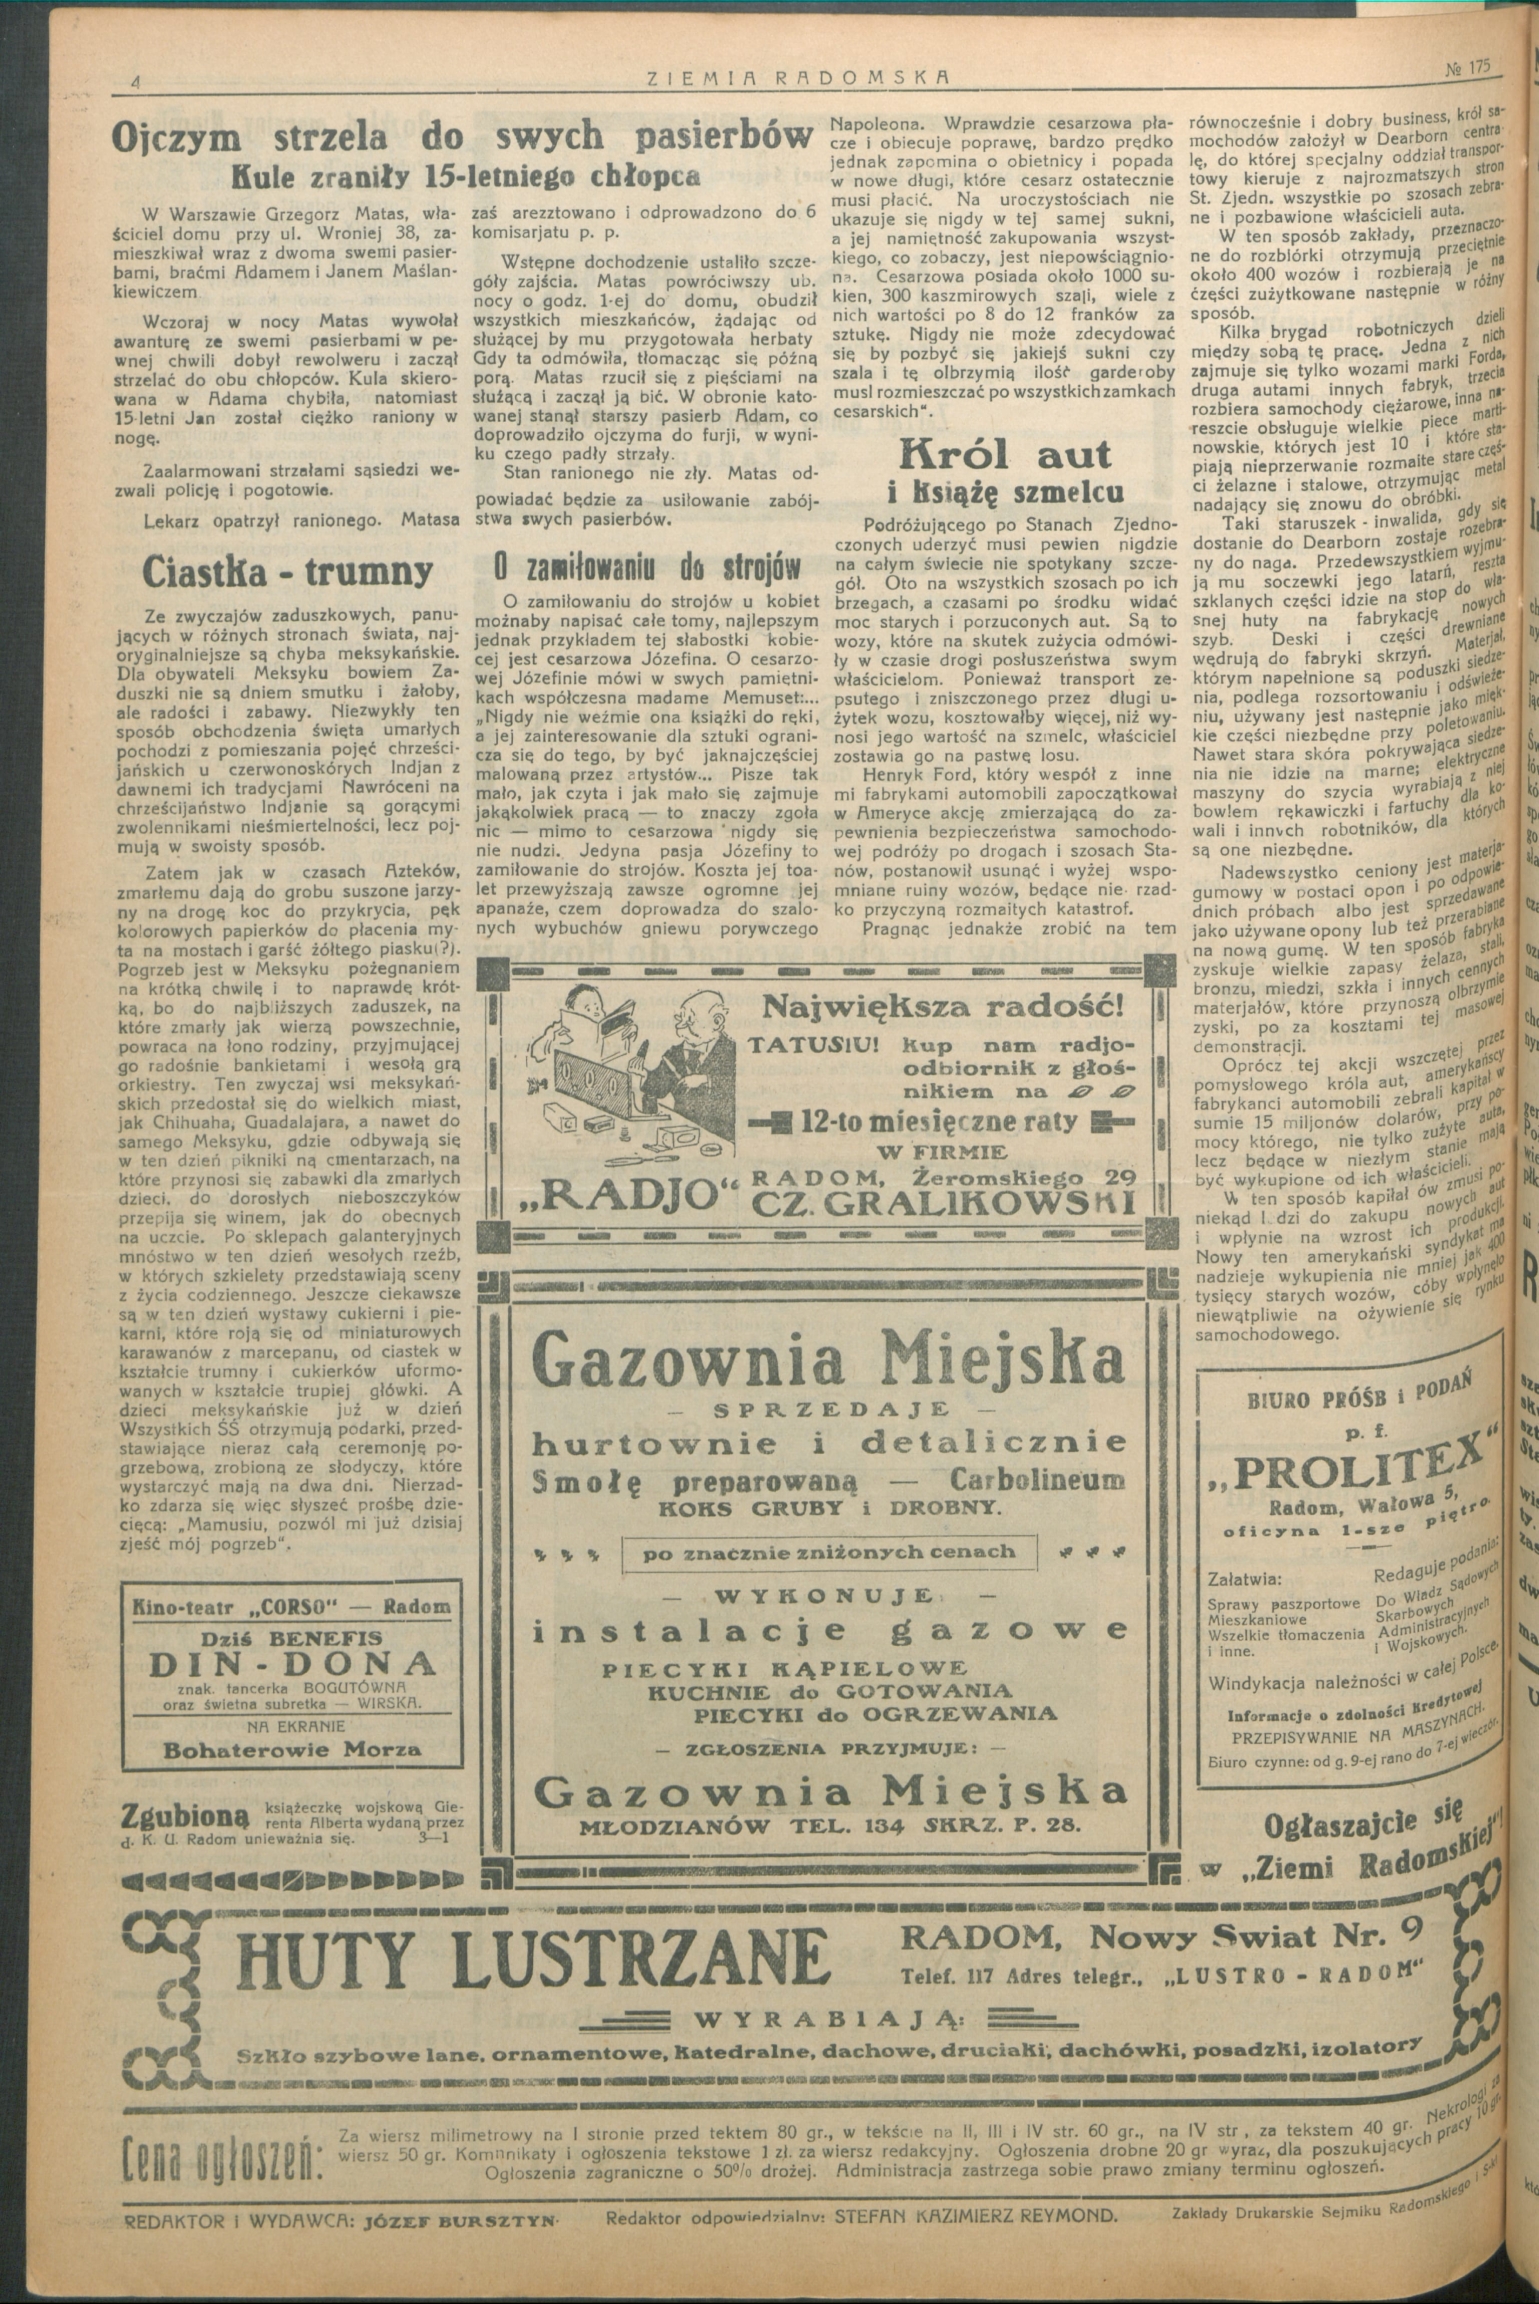 4
ZIEMIA RADOMSKA
№ 175
Ojczym strzela do swych pasierbów
Kule zraniły 15-letniego chłopca
W Warszawie Grzegorz Matas, wła-
ściciel domu przy ul. Wroniej 38, za-
mieszkiwał wraz z dwoma swemi pasier-
bami, braćmi Adamem i Janem Maślan-
kiewiczem
Wczoraj w nocy Matas wywołał
awanturę ze swemi pasierbami w pe-
wnej chwili dobył rewolweru i zaczął
strzelać do obu chłopców. Kula skiero-
wana w Adama chybiła, natomiast
15-letni Jan został ciężko raniony w
nogę.
Zaalarmowani strzałami sąsiedzi we-
zwali policję i pogotowie.
Lekarz opatrzył ranionego. Matasa
zaś arezztowano i odprowadzono do 6
komisarjatu p. p.
Wstępne dochodzenie ustaliło szcze-
góły zajścia. Matas powróciwszy ub.
nocy o godz. 1-ej do domu, obudził
wszystkich mieszkańców, żądając od
służącej by mu przygotowała herbaty
Gdy ta odmówiła, tłomacząc się późną
porą. Matas rzucił się z pięściami na
służącą i zaczął ją bić. W obronie kato-
wanej stanął starszy pasierb Adam, co
doprowadziło ojczyma do furji, w wyni-
ku czego padły strzały.
Stan ranionego nie zły. Matas od-
powiadać będzie za usiłowanie zabój-
stwa swych pasierbów.
Ciastka - trumny
Ze zwyczajów zaduszkowych, panu-
jących w różnych stronach świata, naj-
oryginalniejsze są chyba meksykańskie.
Dla obywateli Meksyku bowiem Za-
duszki nie są dniem smutku i żałoby,
ale radości i zabawy. Niezwykły ten
sposób obchodzenia święta umarłych
pochodzi z pomieszania pojęć chrześci-
jańskich u czerwonoskórych Indjan z
dawnemi ich tradycjami Nawróceni na
chrześcijaństwo Indjanie są gorącymi
zwolennikami nieśmiertelności, lecz poj-
mują w swoisty sposób.
Zatem jak w czasach Azteków,
zmarłemu dają do grobu suszone jarzy-
ny na drogę koc do przykrycia, pęk
kolorowych papierków do płacenia my-
ta na mostach i garść żółtego piasku(?).
Pogrzeb jest w Meksyku pożegnaniem
na krótką chwilę i to naprawdę krót-
ką, bo do najbliższych zaduszek, na
które zmarły jak wierzą powszechnie,
powraca na łono rodziny, przyjmującej
go radośnie bankietami i wesołą grą
orkiestry. Ten zwyczaj wsi meksykań-
skich przedostał się do wielkich miast,
jak Chihuaha, Guadalajara, a nawet do
samego Meksyku, gdzie odbywają się
w ten dzień pikniki ną cmentarzach, na
które przynosi się zabawki dla zmarłych
dzieci, do dorosłych nieboszczyków
przepija się winem, jak do obecnych
na uczcie. Po sklepach galanteryjnych
mnóstwo w ten dzień wesołych rzeźb,
w których szkielety przedstawiają sceny
z życia codziennego. Jeszcze ciekawsze
są w ten dzień wystawy cukierni i pie-
karni, które roją się od miniaturowych
karawanów z marcepanu, od ciastek w
kształcie trumny i cukierków uformo-
wanych w kształcie trupiej główki. A
dzieci meksykańskie już w dzień
Wszystkich ŚŚ otrzymują podarki, przed-
stawiające nieraz całą ceremonję po-
grzebową, zrobioną ze słodyczy, które
wystarczyć mają na dwa dni. Nierzad-
ko zdarza się więc słyszeć prośbę dzie-
cięcą: „Mamusiu, pozwól mi już dzisiaj
zjeść mój pogrzeb".
O zamiłowaniu do strojów
O zamiłowaniu do strojów u kobiet
możnaby napisać całe tomy, najlepszym
jednak przykładem tej słabostki kobie-
cej jest cesarzowa Józefina. O cesarzo-
wej Józefinie mówi w swych pamiętni-
kach współczesna madame Memuset:...
„Nigdy nie weźmie ona książki do ręki,
a jej zainteresowanie dla sztuki ograni-
cza się do tego, by być jaknajczęściej
malowaną przez artystów... Pisze tak
mało, jak czyta i jak mało się zajmuje
jakąkolwiek pracą — to znaczy zgoła
nic — mimo to cesarzowa nigdy się
nie nudzi. Jedyna pasja Józefiny to
zamiłowanie do strojów. Koszta jej toa-
let przewyższają zawsze ogromne jej
apanaże, czem doprowadza do szalo-
nych wybuchów gniewu porywczego
Napoleona. Wprawdzie cesarzowa pła-
cze i obiecuje poprawę, bardzo prędko
jednak zapomina o obietnicy i popada
w nowe długi, które cesarz ostatecznie
musi płacić. Na uroczystościach nie
ukazuje się nigdy w tej samej sukni,
a jej namiętność zakupowania wszyst-
kiego, co zobaczy, jest niepowściągnio-
na. Cesarzowa posiada około 1000 su-
kien, 300 kaszmirowych szali, wiele z
nich wartości po 8 do 12 franków za
sztukę. Nigdy nie może zdecydować
się by pozbyć się jakiejś sukni czy
szala i tę olbrzymią ilość garderoby
musi rozmieszczać po wszystkich zamkach
cesarskich".
Król aut
i książę szmelcu
Podróżującego po Stanach Zjedno-
czonych uderzyć musi pewien nigdzie
na całym świecie nie spotykany szcze-
gół. Oto na wszystkich szosach po ich
brzegach, a czasami po środku widać
moc starych i porzuconych aut. Są to
wozy, które na skutek zużycia odmówi-
ły w czasie drogi posłuszeństwa swym
właścicielom. Ponieważ transport ze-
psutego i zniszczonego przez długi u-
żytek wozu, kosztowałby więcej, niż wy-
nosi jego wartość na szmelc, właściciel
zostawia go na pastwę losu.
Henryk Ford, który wespół z inne
mi fabrykami automobili zapoczątkował
w Ameryce akcję zmierzającą do za-
pewnienia bezpieczeństwa samochodo-
wej podróży po drogach i szosach Sta-
nów, postanowił usunąć i wyżej wspo-
mniane ruiny wozów, będące nie rzad-
ko przyczyną rozmaitych katastrof.
Pragnąc jednakże zrobić na tem
równocześnie i dobry business, król sa-
mochodów założył w Dearborn centra-
lę, do której specjalny oddział transpor-
towy kieruje z najrozmatszych stron
St. Zjedn. wszystkie po szosach zebra-
ne i pozbawione właścicieli auta.
W ten sposób zakłady, przeznaczo-
ne do rozbiórki otrzymują przeciętnie
około 400 wozów i rozbierają je na
części zużytkowane następnie w różny
sposób.
Kilka brygad robotniczych dzieli
między sobą tę pracę. Jedna z nich
zajmuje się tylko wozami marki Forda,
druga autami innych fabryk, trzecia
rozbiera samochody ciężarowe, inna na-
reszcie obsługuje wielkie piece marti-
nowskie, których jest 10 i które sta-
piają nieprzerwanie rozmaite stare częś-
ci żelazne i stalowe, otrzymując metal
nadający się znowu do obróbki.
Taki staruszek - inwalida, gdy się
dostanie do Dearborn zostaje rozebra-
ny do naga. Przedewszystkiem wyjmu-
ją mu soczewki jego latarń, reszta
szklanych części idzie na stop do wła-
snej huty na fabrykację nowych
szyb. Deski i części drewniane
wędrują do fabryki skrzyń. Materjał,
którym napełnione są poduszki siedze-
nia, podlega rozsortowaniu i odświeże-
niu, używany jest następnie jako mięk-
kie części niezbędne przy poletowaniu.
Nawet stara skóra pokrywająca siedze-
nia nie idzie na marne; elektryczne
maszyny do szycia wyrabiają z niej
bowiem rękawiczki i fartuchy dla ko-
wali i innych robotników, dla których
są one niezbędne.
Nadewszystko ceniony jest materja-
gumowy w postaci opon i po odpowie-
dnich próbach albo jest sprzedawane
jako używane opony lub też przerabiane
na nową gumę. W ten sposób fabryka
zyskuje wielkie zapasy żelaza, stali,
bronzu, miedzi, szkła i innych cennych
materjałów, które przynoszą olbrzymie
zyski, po za kosztami tej masowej
demonstracji.
Oprócz tej akcji wszczętej przez
pomysłowego króla aut, amerykańscy
fabrykanci automobili zebrali kapitał w
sumie 15 miljonów dolarów, przy po-
mocy którego, nie tylko zużyte auta,
lecz będące w niezłym stanie mają
być wykupione od ich właścicieli.
W ten sposób kapiłał ów zmusi po-
niekąd l dzi do zakupu nowych aut
i wpłynie na wzrost ich produkcji.
Nowy ten amerykański syndykat ma
nadzieje wykupienia nie mniej jak 400
tysięcy starych wozów, cóby wpłynęło
niewątpliwie na ożywienie się rynku
samochodowego.
Największa radość!
TATUSIU! kup nam radjo-
odbiornik z głoś-
nikiem na
12-to miesięczne raty
W FIRMIE
„RADJO" RADOM, Żeromskiego 29
CZ. GRALIKOWSKI
Gazownia Miejska
— SPRZEDAJE —
hurtownie i detalicznie
Smołę preparowaną — Carbolineum
KOKS GRUBY i DROBNY.
po znacznie zniżonych cenach
— WYKONUJE —
instalacje gazowe
PIECYKI KĄPIELOWE
KUCHNIE do GOTOWANIA
PIECYKI do OGRZEWANIA
— ZGŁOSZENIA PRZYJMUJE: —
Gazownia Miejska
MŁODZIANÓW TEL. 134 SKRZ. P. 28.
BIURO PRÓŚB i PODAŃ
p. f.
„PROLITEX"
Radom, Wałowa 5,
oficyna 1-sze piętro.
Załatwia:
Sprawy paszportowe
Mieszkaniowe
Wszelkie tłomaczenia
i inne.
Redaguje podania:
Do Władz Sądowych
Skarbowych
Administracyjnych
i Wojskowych.
Windykacja należności w całej Polsce.
Informacje o zdolności Kredytowej
PRZEPISYWANIE NA MASZYNACH.
Biuro czynne: od g. 9-ej rano do 7-ej wieczór.
Ogłaszajcie się
w „Ziemi Radomskiej"!
Kino-teatr „CORSO" — Radom
Dziś BENEFIS
DIN-DONA
znak. tancerka BOGUTÓWNA
oraz świetna subretka — WIRSKA.
NA EKRANIE
Bohaterowie Morza
Zgubioną książeczkę wojskową Gie-
renta Alberta wydaną przez
d. K. U. Radom unieważnia się. 3—1
HUTY LUSTRZANE
RADOM, Nowy Swiat Nr. 9
Telef. 117 Adres telegr., „LUSTRO - RADOM"
WYRABIAJĄ:
Szkło szybowe lane, ornamentowe, katedralne, dachowe, druciaki, dachówki, posadzki, izolatory
Cena ogłoszeń:
Za wiersz milimetrowy na I stronie przed tektem 80 gr., w tekście na II, III i IV str. 60 gr., na IV str, za tekstem 40 gr. Nekrologi za
wiersz 50 gr. Komunikaty i ogłoszenia tekstowe 1 zł. za wiersz redakcyjny. Ogłoszenia drobne 20 gr wyraz, dla poszukujących pracy 10 gr.
Ogłoszenia zagraniczne o 50% drożej. Administracja zastrzega sobie prawo zmiany terminu ogłoszeń.
REDAKTOR i WYDAWCA: JÓZEF BURSZTYN
Redaktor odpowiedzialny: STEFAN KAZIMIERZ REYMOND.
Zakłady Drukarskie Sejmiku Radomskiego i S-ki